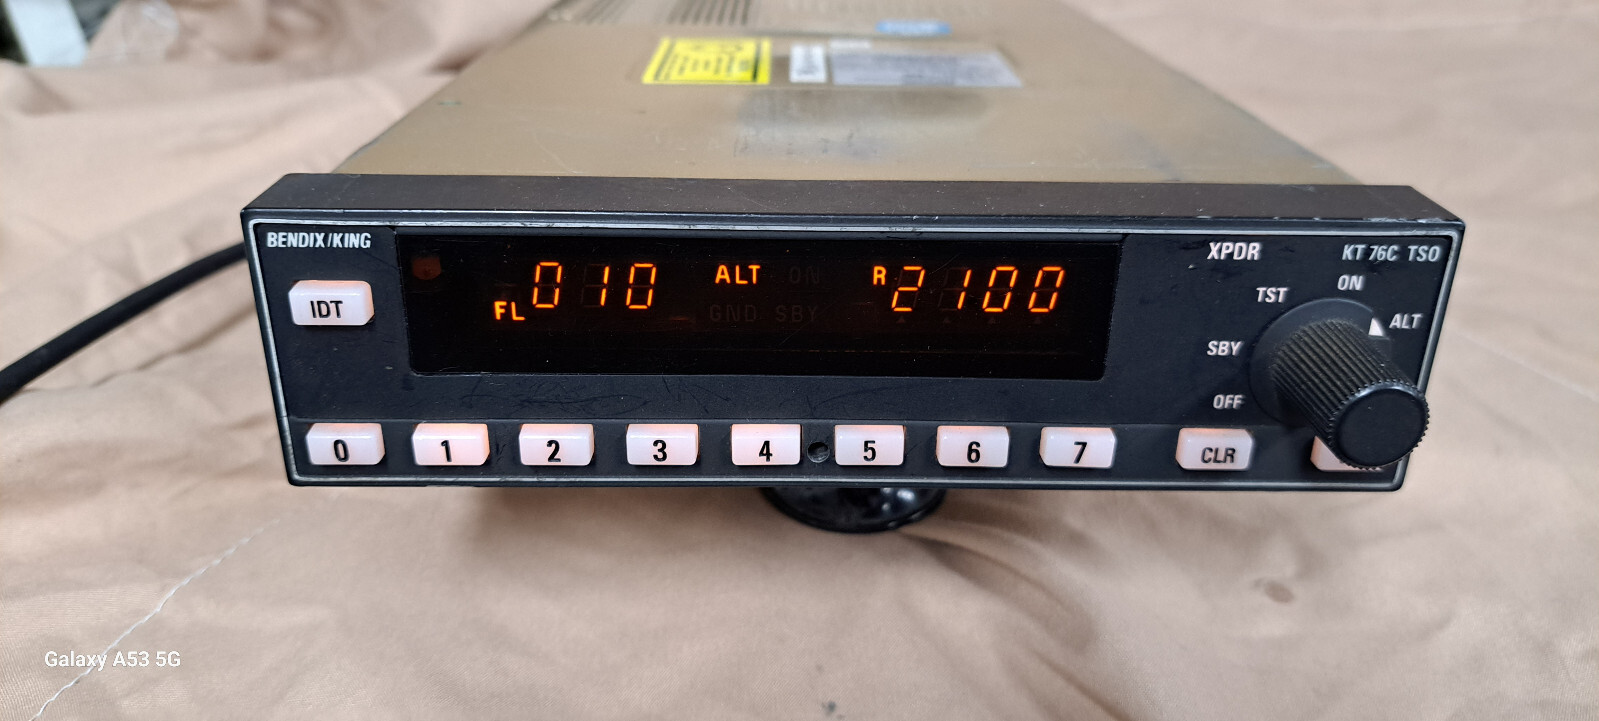 BENDIX/KING
IDT
FL 010
ALT ON
GND SBY
R 2100
XPDR
KT 76C TSO
OFF
SBY
TST
ON
ALT
0 1 2 3 4 5 6 7 CLR
Galaxy A53 5G